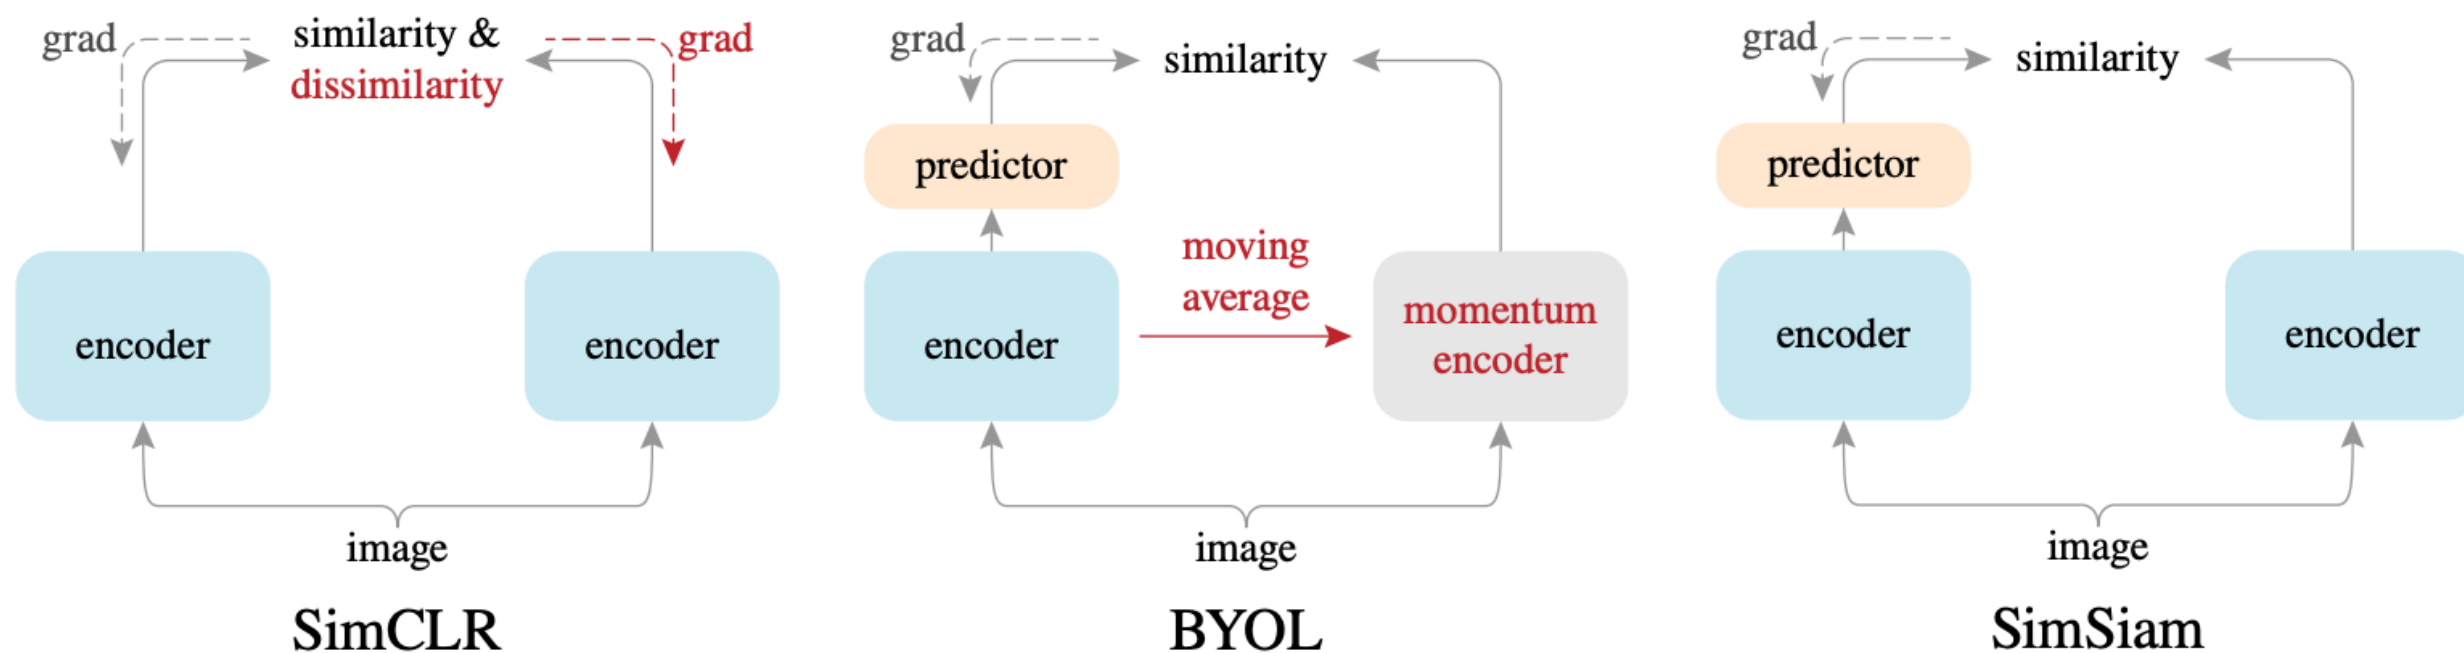 grad
similarity &
dissimilarity
grad
encoder
encoder
image
SimCLR
grad
similarity
predictor
moving
average
encoder
momentum
encoder
image
BYOL
grad
similarity
predictor
encoder
encoder
image
SimSiam